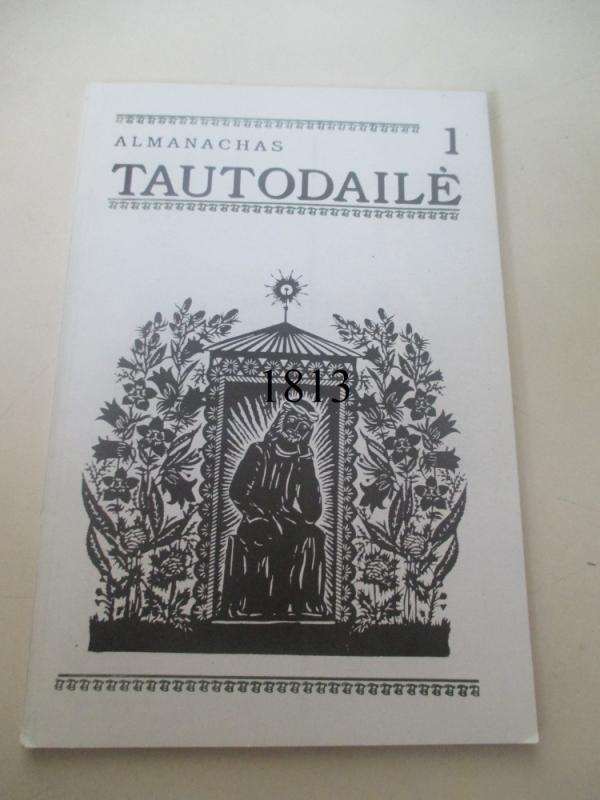 1
ALMANACHAS
TAUTODAILĖ
1813